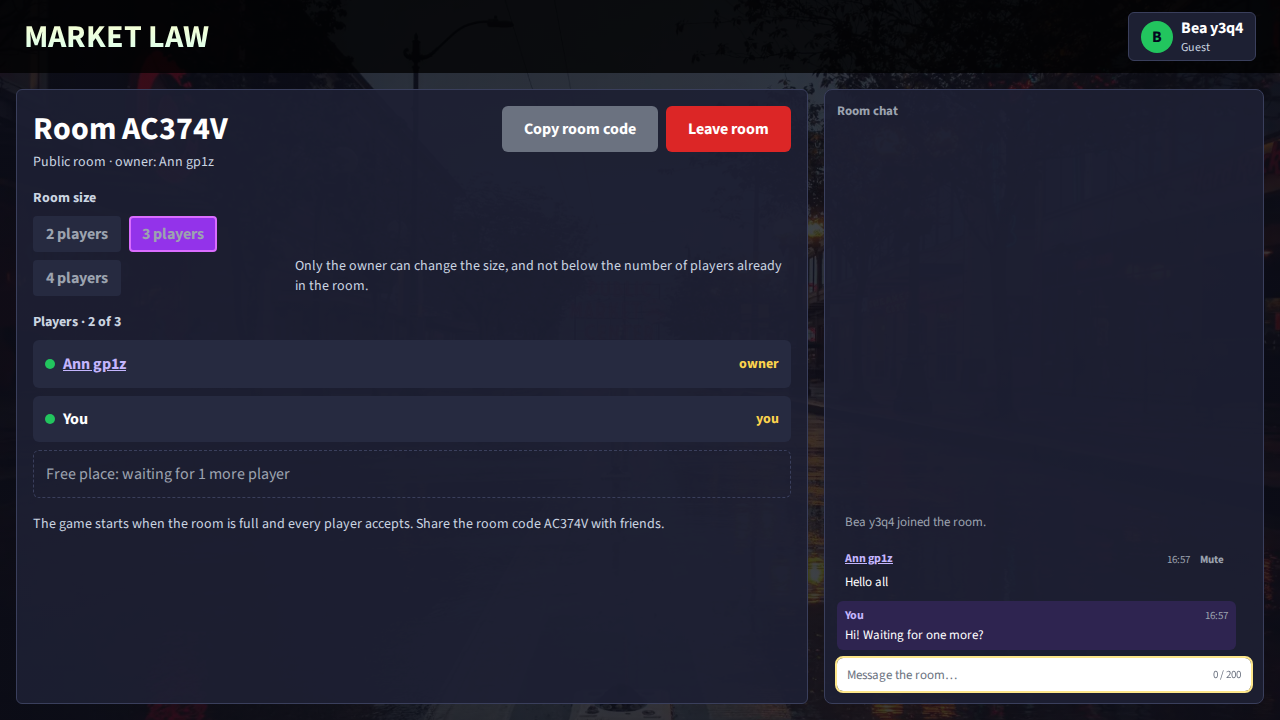 MARKET LAW
B
Bea y3q4
Guest
Room AC374V
Public room · owner: Ann gp1z
Copy room code
Leave room
Room size
2 players
3 players
4 players
Only the owner can change the size, and not below the number of players already
in the room.
Players · 2 of 3
Ann gp1z
owner
You
you
Free place: waiting for 1 more player
The game starts when the room is full and every player accepts. Share the room code AC374V with friends.
Room chat
Bea y3q4 joined the room.
Ann gp1z 16:57 Mute
Hello all
You 16:57
Hi! Waiting for one more?
Message the room… 0 / 200